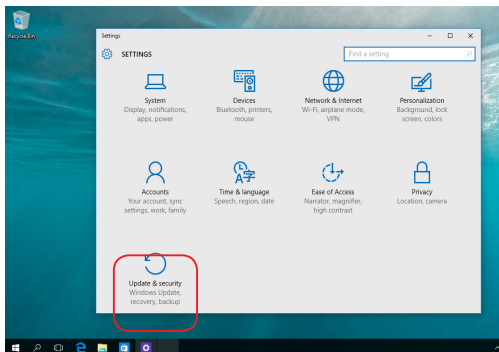 Recycle Bin
Settings
SETTINGS
Find a setting
System
Display, notifications,
apps, power
Devices
Bluetooth, printers,
mouse
Network & Internet
Wi-Fi, airplane mode,
VPN
Personalization
Background, lock
screen, colors
Accounts
Your account, sync
settings, work, family
Time & language
Speech, region, date
Ease of Access
Narrator, magnifier,
high contrast
Privacy
Location, camera
Update & security
Windows Update,
recovery, backup